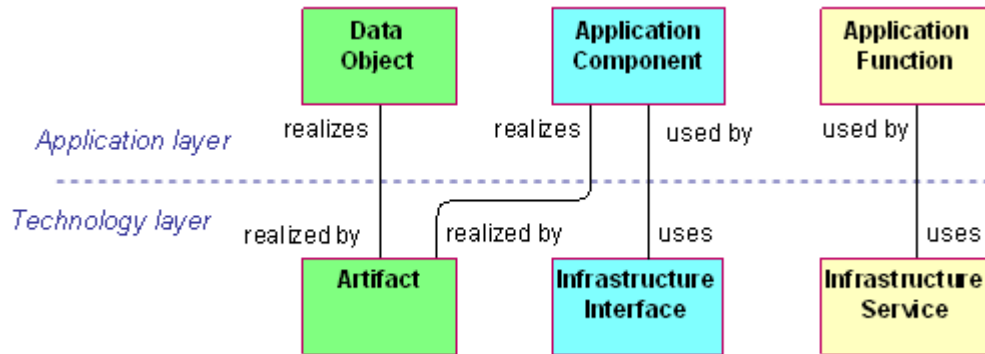 Data
Object
Application
Component
Application
Function
realizes
realizes
used by
used by
Application layer
Technology layer
realized by
realized by
uses
uses
Artifact
Infrastructure
Interface
Infrastructure
Service